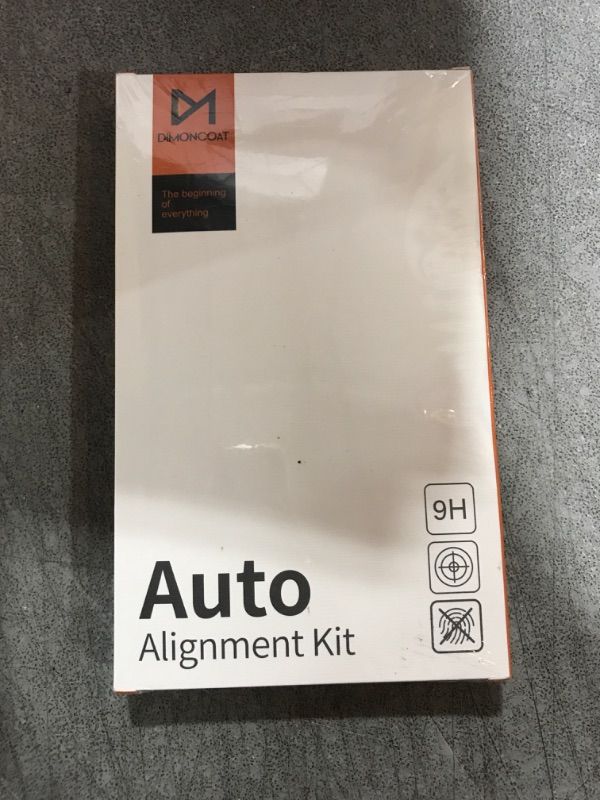 DIMONCOAT
The beginning
of
everything
9H
Auto
Alignment Kit